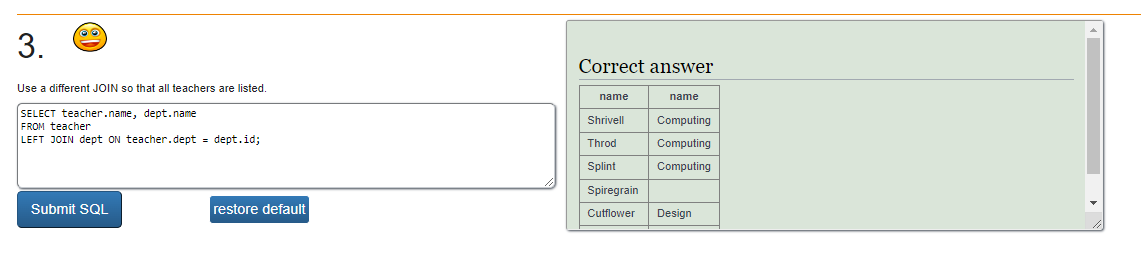 3.
Use a different JOIN so that all teachers are listed.
SELECT teacher.name, dept.name
FROM teacher
LEFT JOIN dept ON teacher.dept = dept.id;
Submit SQL
restore default
Correct answer
name name
Shrivell Computing
Throd Computing
Splint Computing
Spiregrain
Cutflower Design